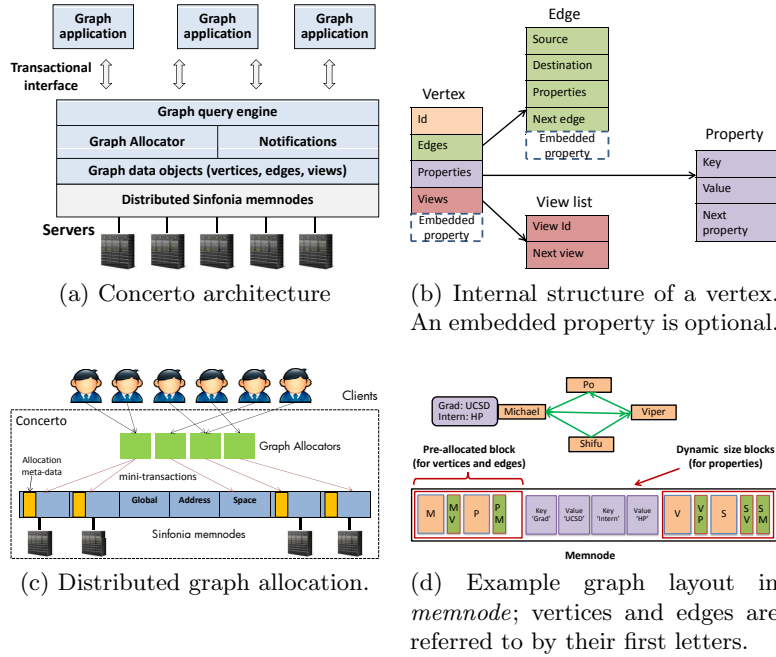 Graph application
Graph application
Graph application
Transactional interface
Graph query engine
Graph Allocator
Notifications
Graph data objects (vertices, edges, views)
Distributed Sinfonia memnodes
Servers
(a) Concerto architecture
Vertex
Id
Edges
Properties
Views
Embedded property
Edge
Source
Destination
Properties
Next edge
Embedded property
View list
View Id
Next view
Property
Key
Value
Next property
(b) Internal structure of a vertex.
An embedded property is optional.
Clients
Concerto
Graph Allocators
Allocation meta-data
mini-transactions
Global
Address
Space
Sinfonia memnodes
(c) Distributed graph allocation.
Po
Grad: UCSD
Intern: HP
Michael
Viper
Shifu
Pre-allocated block
(for vertices and edges)
Dynamic size blocks
(for properties)
M
MV
P
PM
Key 'Grad'
Value 'UCSD'
Key 'Intern'
Value 'HP'
V
VP
S
SV
SM
Memnode
(d) Example graph layout in
memnode; vertices and edges are
referred to by their first letters.